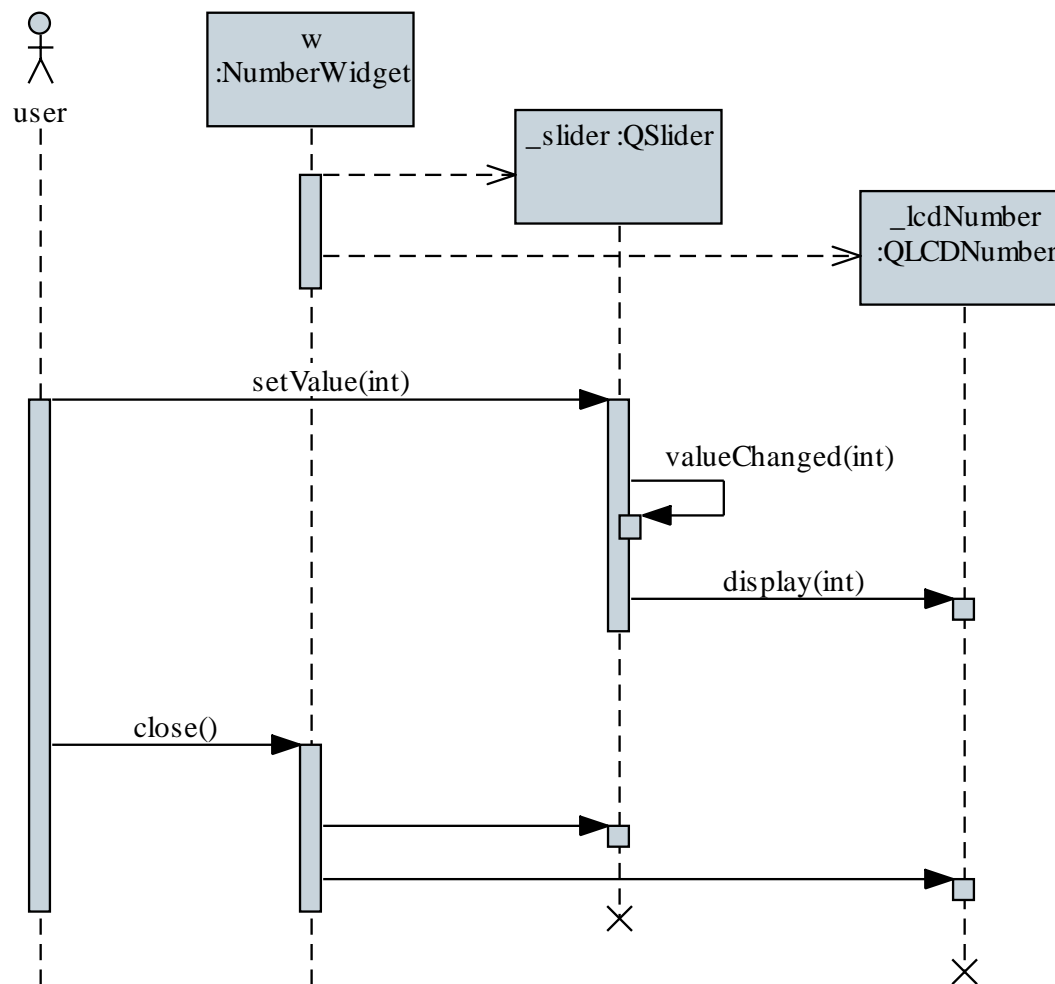 user
w
:NumberWidget
_slider :QSlider
_lcdNumber
:QLCDNumber
setValue(int)
valueChanged(int)
display(int)
close()